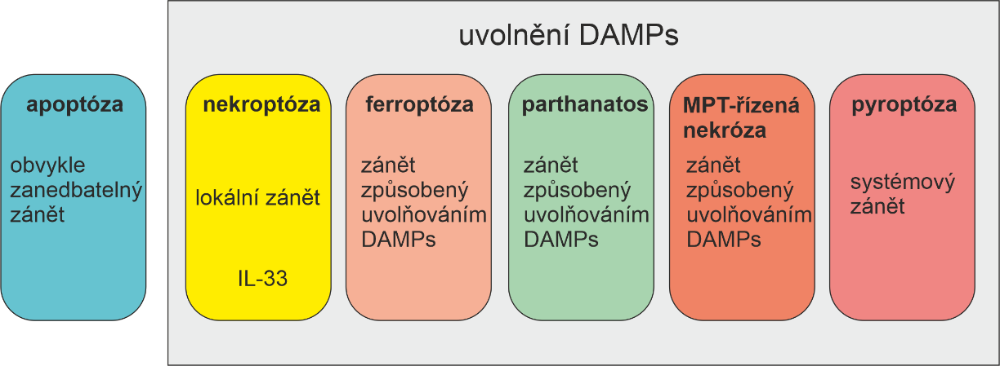 uvolnění DAMPs
apoptóza
obvykle
zanedbatelný
zánět
nekroptóza
lokální zánět
IL-33
ferroptóza
zánět
způsobený
uvolňováním
DAMPs
parthanatos
zánět
způsobený
uvolňováním
DAMPs
MPT-řízená
nekróza
zánět
způsobený
uvolňováním
DAMPs
pyroptóza
systémový
zánět